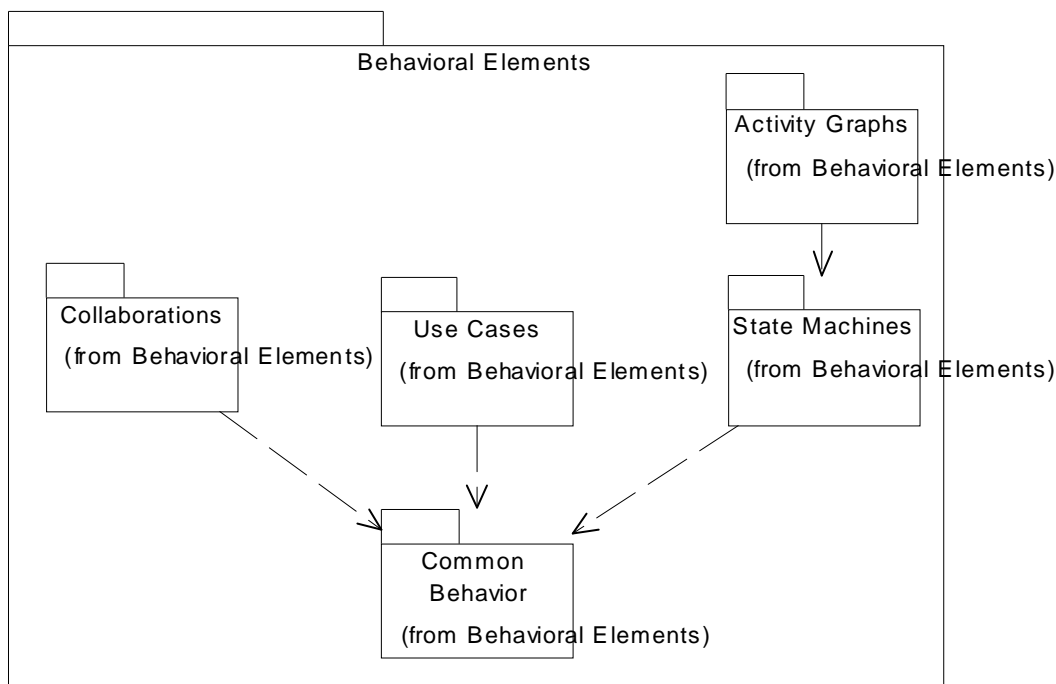 Behavioral Elements
Activity Graphs
(from Behavioral Elements)
Collaborations
(from Behavioral Elements)
Use Cases
(from Behavioral Elements)
State Machines
(from Behavioral Elements)
Common
Behavior
(from Behavioral Elements)